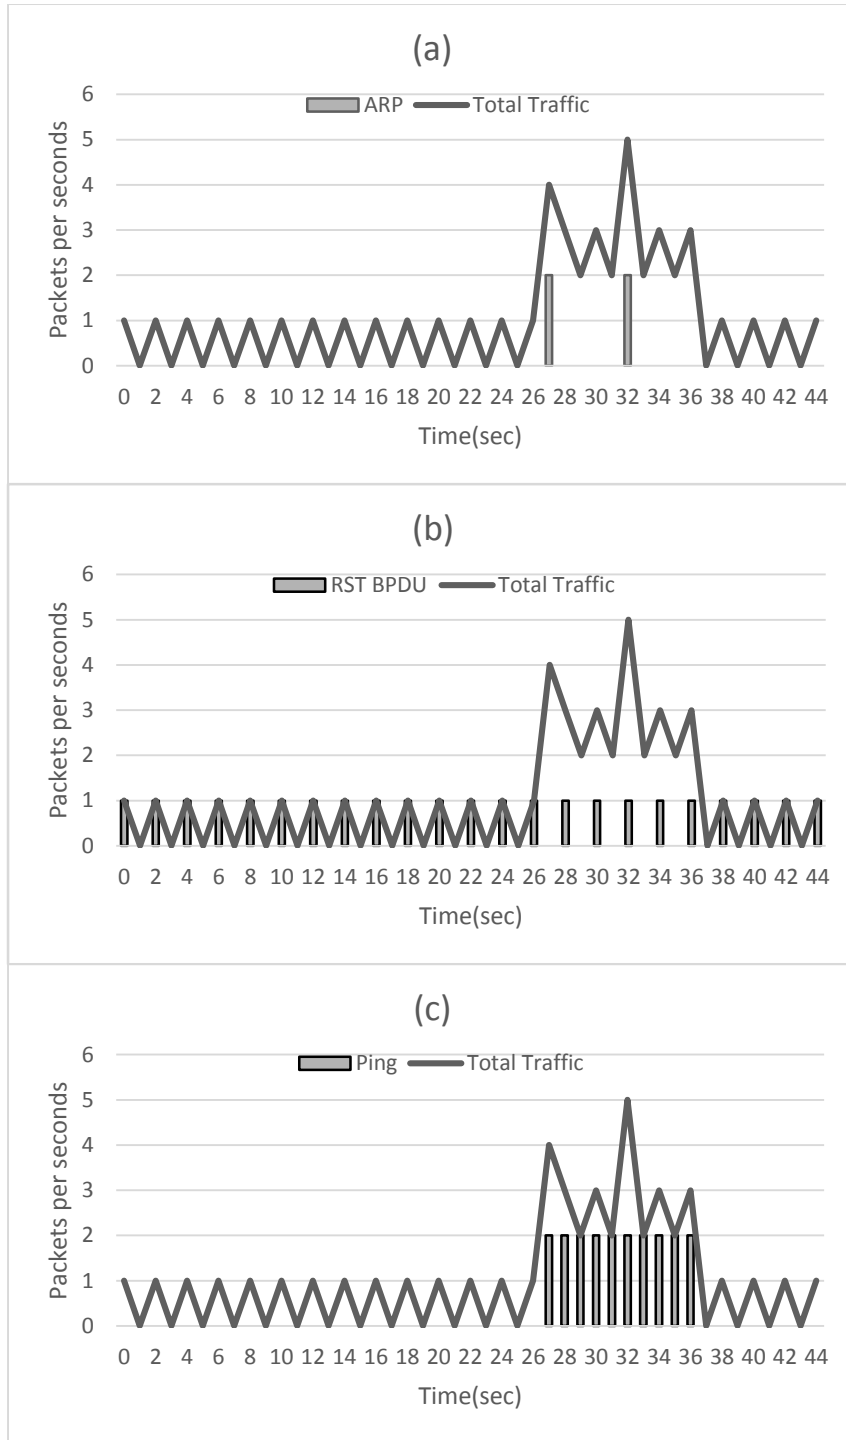 (a)
6
ARP Total Traffic
5
4
3
2
1
0
Packets per seconds
0 2 4 6 8 10 12 14 16 18 20 22 24 26 28 30 32 34 36 38 40 42 44
Time(sec)
(b)
6
RST BPDU Total Traffic
5
4
3
2
1
0
Packets per seconds
0 2 4 6 8 10 12 14 16 18 20 22 24 26 28 30 32 34 36 38 40 42 44
Time(sec)
(c)
6
Ping Total Traffic
5
4
3
2
1
0
Packets per seconds
0 2 4 6 8 10 12 14 16 18 20 22 24 26 28 30 32 34 36 38 40 42 44
Time(sec)